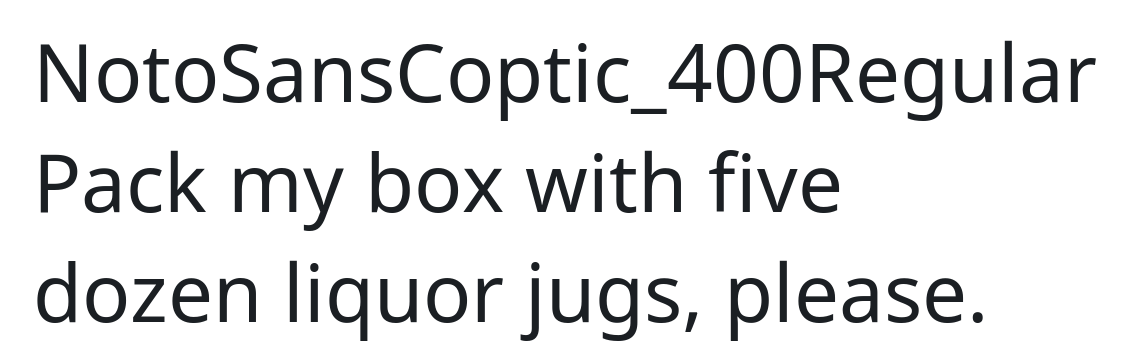 NotoSansCoptic_400Regular
Pack my box with five
dozen liquor jugs, please.